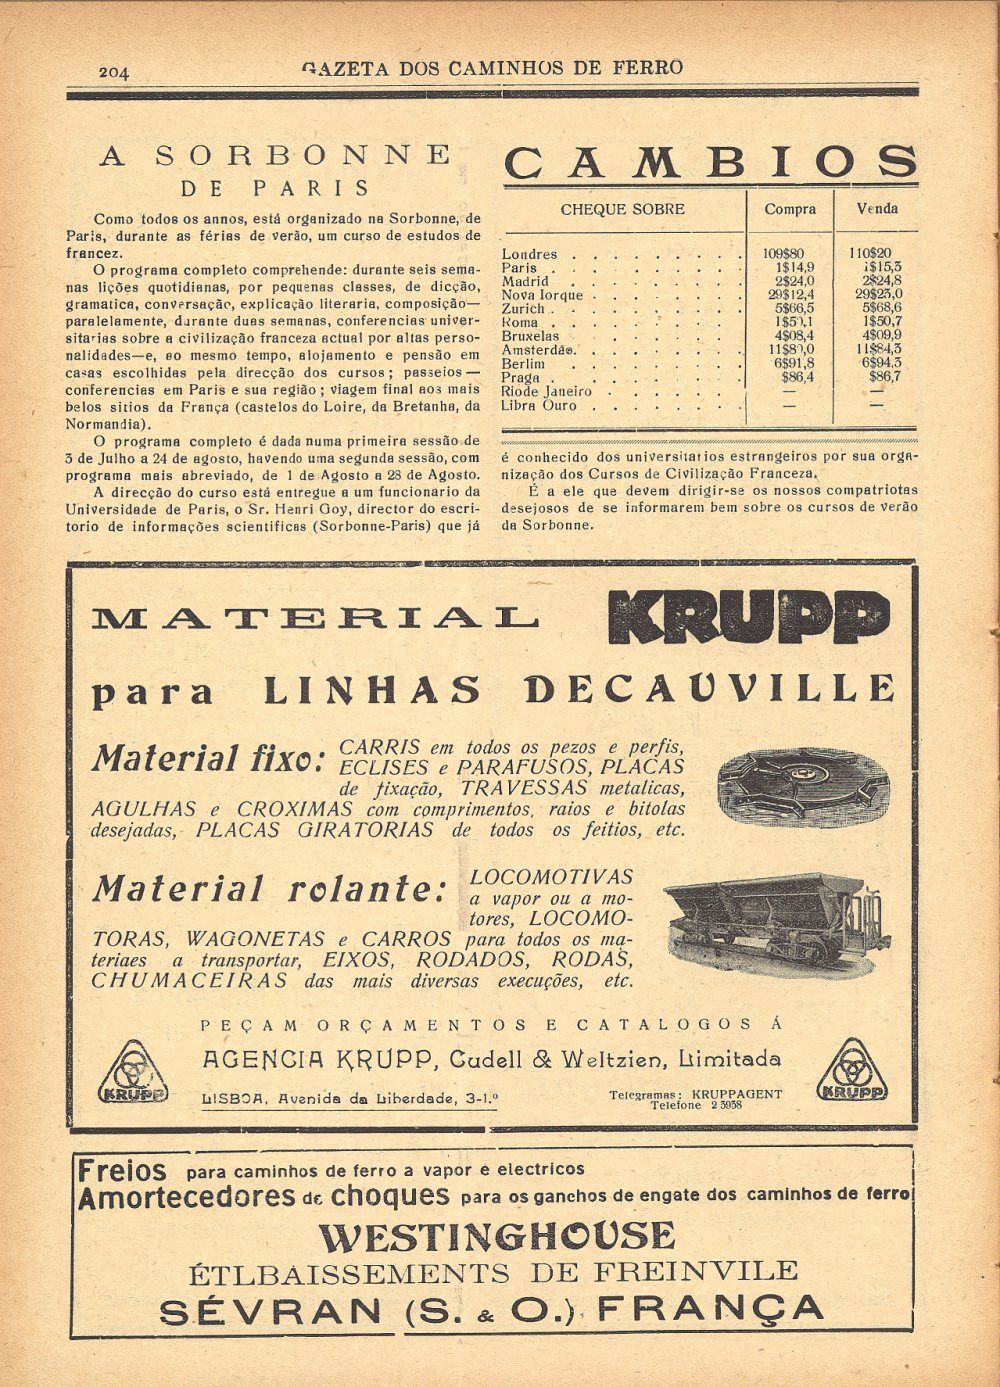 204
GAZETA DOS CAMINHOS DE FERRO
A SORBONNE
DE PARIS
Como todos os annos, está organizado na Sorbonne, de
Paris, durante as férias de verão, um curso de estudos de
francez.
O programa completo comprehende: durante seis sema-
nas lições quotidianas, por pequenas classes, de dicção,
gramatica, conversação, explicação literaria, composição—
paralelamente, durante duas semanas, conferencias univer-
sitarias sobre a civilização franceza actual por altas perso-
nalidades—e, ao mesmo tempo, alojamento e pensão em
casas escolhidas pela direcção dos cursos; passeios—
conferencias em Paris e sua região; viagem final aos mais
belos sitios da França (castelos do Loire, da Bretanha, da
Normandia).
O programa completo é dada numa primeira sessão de
3 de Julho a 24 de agosto, havendo uma segunda sessão, com
programa mais abreviado, de 1 de Agosto a 28 de Agosto.
A direcção do curso está entregue a um funcionario da
Universidade de Paris, o Sr. Henri Goy, director do escri-
torio de informações scientificas (Sorbonne-Paris) que já
CAMBIOS
CHEQUE SOBRE Compra Venda
Londres . . . . . . . . 109$80 110$20
Paris . . . . . . . . 1$14,9 1$15,3
Madrid . . . . . . . . 2$24,0 2$24,8
Nova Iorque . . . . . . 29$12,4 29$23,0
Zurich . . . . . . . . 5$66,5 5$68,6
Roma . . . . . . . . 1$50,1 1$50,7
Bruxelas . . . . . . . 4$08,4 4$09,9
Amsterdão. . . . . . . 11$80,0 11$84,3
Berlim . . . . . . . . 6$91,8 6$94,3
Praga . . . . . . . . $86,4 $86,7
Rio de Janeiro . . . . . — —
Libra Ouro . . . . . . — —
é conhecido dos universitarios estrangeiros por sua orga-
nização dos Cursos de Civilização Franceza.
É a ele que devem dirigir-se os nossos compatriotas
desejosos de se informarem bem sobre os cursos de verão
da Sorbonne.
MATERIAL KRUPP
para LINHAS DECAUVILLE
Material fixo: CARRIS em todos os pezos e perfis,
ECLISES e PARAFUSOS, PLACAS
de fixação, TRAVESSAS metalicas,
AGULHAS e CROXIMAS com comprimentos, raios e bitolas
desejadas, PLACAS GIRATORIAS de todos os feitios, etc.
Material rolante: LOCOMOTIVAS
a vapor ou a mo-
tores, LOCOMO-
TORAS, WAGONETAS e CARROS para todos os ma-
teriaes a transportar, EIXOS, RODADOS, RODAS,
CHUMACEIRAS das mais diversas execuções, etc.
PEÇAM ORÇAMENTOS E CATALOGOS Á
AGENCIA KRUPP, Cudell & Weltzien, Limitada
LISBOA, Avenida da Liberdade, 3-1.º
Telegramas: KRUPPAGENT
Telefone 2 3938
KRUPP
KRUPP
Freios para caminhos de ferro a vapor e electricos
Amortecedores de choques para os ganchos de engate dos caminhos de ferro
WESTINGHOUSE
ÉTLBAISSEMENTS DE FREINVILE
SÉVRAN (S. & O.) FRANÇA